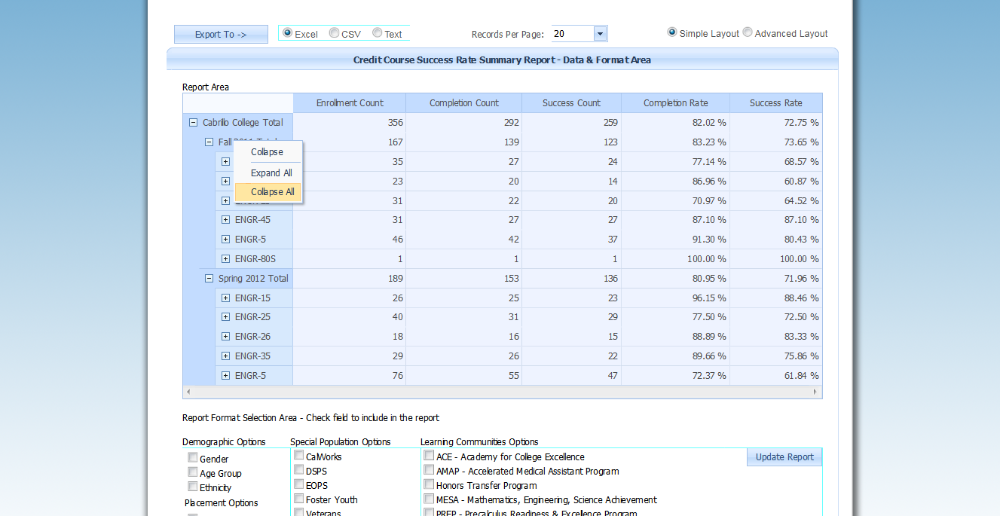 Export To -> Excel CSV Text Records Per Page: 20 Simple Layout Advanced Layout
Credit Course Success Rate Summary Report - Data & Format Area
Report Area
Enrollment Count Completion Count Success Count Completion Rate Success Rate
Cabrillo College Total 356 292 259 82.02 % 72.75 %
Fall 2011 Total 167 139 123 83.23 % 73.65 %
Collapse
35 27 24 77.14 % 68.57 %
Expand All
23 20 14 86.96 % 60.87 %
Collapse All
31 22 20 70.97 % 64.52 %
ENGR-45 31 27 27 87.10 % 87.10 %
ENGR-5 46 42 37 91.30 % 80.43 %
ENGR-80S 1 1 1 100.00 % 100.00 %
Spring 2012 Total 189 153 136 80.95 % 71.96 %
ENGR-15 26 25 23 96.15 % 88.46 %
ENGR-25 40 31 29 77.50 % 72.50 %
ENGR-26 18 16 15 88.89 % 83.33 %
ENGR-35 29 26 22 89.66 % 75.86 %
ENGR-5 76 55 47 72.37 % 61.84 %
Report Format Selection Area - Check field to include in the report
Demographic Options Special Population Options Learning Communities Options
Gender CalWorks ACE - Academy for College Excellence Update Report
Age Group DSPS AMAP - Accelerated Medical Assistant Program
Ethnicity EOPS Honors Transfer Program
Placement Options Foster Youth MESA - Mathematics, Engineering, Science Achievement
Veterans PREP - Precalculus Readiness & Excellence Program